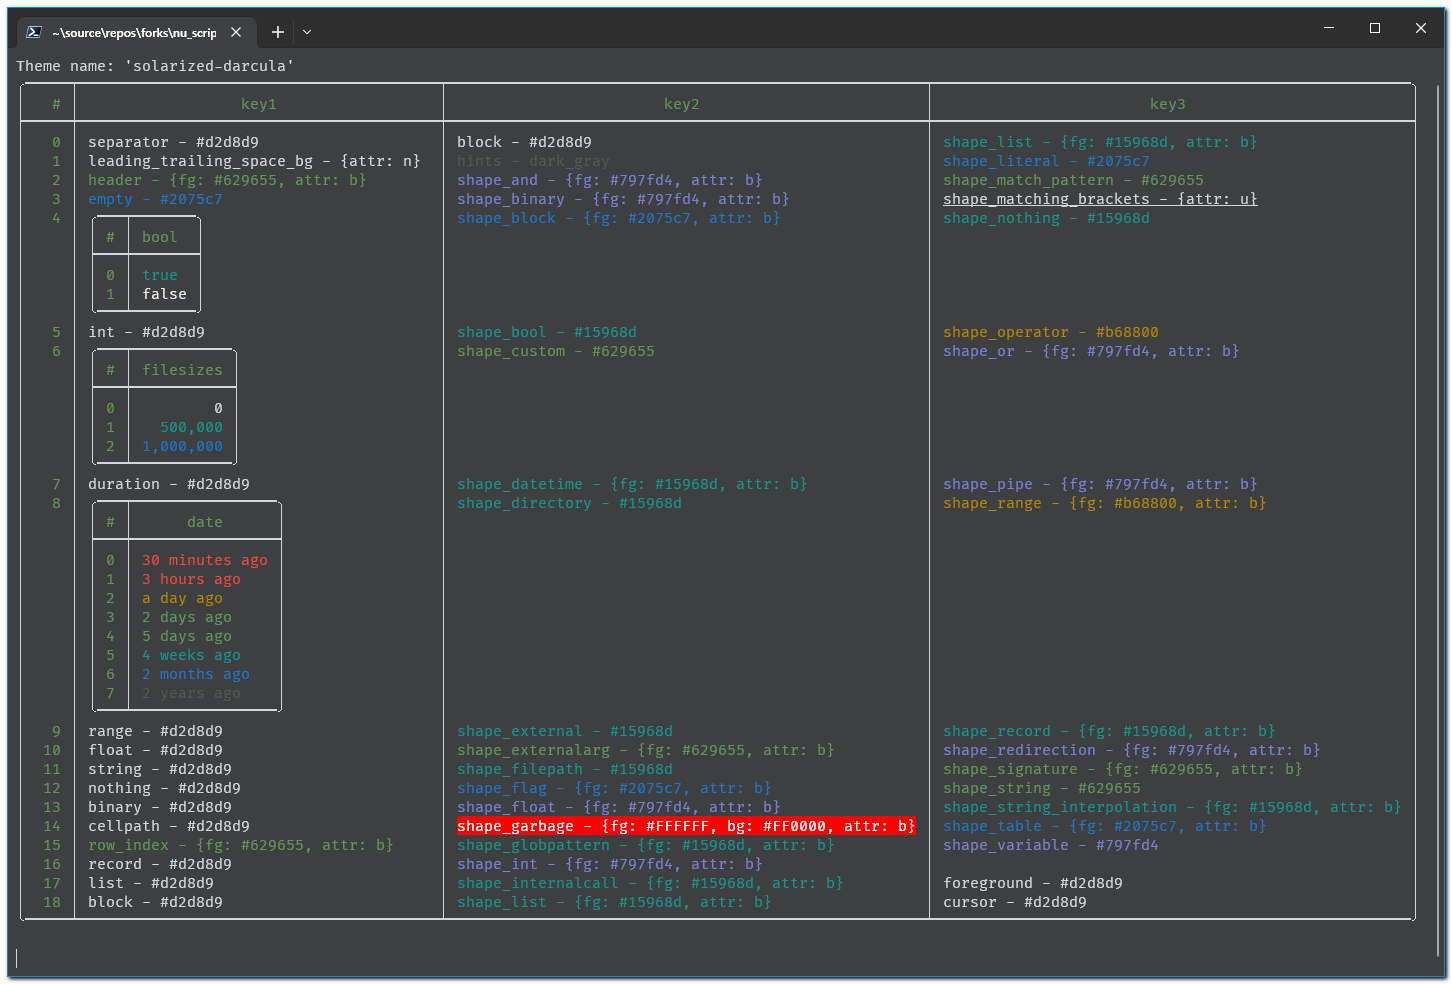 ~\source\repos\forks\nu_scrip
Theme name: 'solarized-darcula'
# key1 key2 key3
0 separator - #d2d8d9 block - #d2d8d9 shape_list - {fg: #15968d, attr: b}
1 leading_trailing_space_bg - {attr: n} hints - dark_gray shape_literal - #2075c7
2 header - {fg: #629655, attr: b} shape_and - {fg: #797fd4, attr: b} shape_match_pattern - #629655
3 empty - #2075c7 shape_binary - {fg: #797fd4, attr: b} shape_matching_brackets - {attr: u}
4 shape_block - {fg: #2075c7, attr: b} shape_nothing - #15968d
# bool
0 true
1 false
5 int - #d2d8d9 shape_bool - #15968d shape_operator - #b68800
6 shape_custom - #629655 shape_or - {fg: #797fd4, attr: b}
# filesizes
0 0
1 500,000
2 1,000,000
7 duration - #d2d8d9 shape_datetime - {fg: #15968d, attr: b} shape_pipe - {fg: #797fd4, attr: b}
8 shape_directory - #15968d shape_range - {fg: #b68800, attr: b}
# date
0 30 minutes ago
1 3 hours ago
2 a day ago
3 2 days ago
4 5 days ago
5 4 weeks ago
6 2 months ago
7 2 years ago
9 range - #d2d8d9 shape_external - #15968d shape_record - {fg: #15968d, attr: b}
10 float - #d2d8d9 shape_externalarg - {fg: #629655, attr: b} shape_redirection - {fg: #797fd4, attr: b}
11 string - #d2d8d9 shape_filepath - #15968d shape_signature - {fg: #629655, attr: b}
12 nothing - #d2d8d9 shape_flag - {fg: #2075c7, attr: b} shape_string - #629655
13 binary - #d2d8d9 shape_float - {fg: #797fd4, attr: b} shape_string_interpolation - {fg: #15968d, attr: b}
14 cellpath - #d2d8d9 shape_garbage - {fg: #FFFFFF, bg: #FF0000, attr: b} shape_table - {fg: #2075c7, attr: b}
15 row_index - {fg: #629655, attr: b} shape_globpattern - {fg: #15968d, attr: b} shape_variable - #797fd4
16 record - #d2d8d9 shape_int - {fg: #797fd4, attr: b}
17 list - #d2d8d9 shape_internalcall - {fg: #15968d, attr: b} foreground - #d2d8d9
18 block - #d2d8d9 shape_list - {fg: #15968d, attr: b} cursor - #d2d8d9